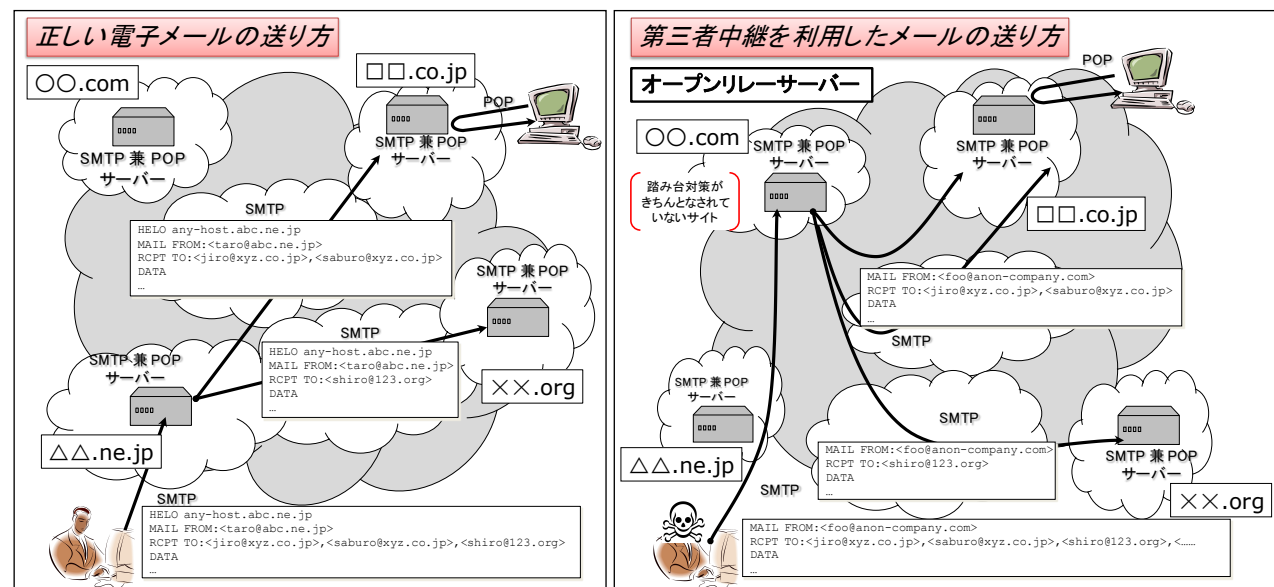 正しい電子メールの送り方
〇〇.com
SMTP 兼 POP
サーバー
□□.co.jp
POP
SMTP 兼 POP
サーバー
SMTP
HELO any-host.abc.ne.jp
MAIL FROM:<taro@abc.ne.jp>
RCPT TO:<jiro@xyz.co.jp>,<saburo@xyz.co.jp>
DATA
…
SMTP 兼 POP
サーバー
××.org
SMTP
HELO any-host.abc.ne.jp
MAIL FROM:<taro@abc.ne.jp>
RCPT TO:<shiro@123.org>
DATA
…
SMTP 兼 POP
サーバー
△△.ne.jp
SMTP
HELO any-host.abc.ne.jp
MAIL FROM:<taro@abc.ne.jp>
RCPT TO:<jiro@xyz.co.jp>,<saburo@xyz.co.jp>,<shiro@123.org>
DATA
…
第三者中継を利用したメールの送り方
オープンリレーサーバー
〇〇.com
SMTP 兼 POP
サーバー
踏み台対策が
きちんとなされて
いないサイト
POP
SMTP 兼 POP
サーバー
□□.co.jp
MAIL FROM:<foo@anon-company.com>
RCPT TO:<jiro@xyz.co.jp>,<saburo@xyz.co.jp>
DATA
…
SMTP
SMTP 兼 POP
サーバー
△△.ne.jp
SMTP
MAIL FROM:<foo@anon-company.com>
RCPT TO:<shiro@123.org>
DATA
…
SMTP 兼 POP
サーバー
××.org
SMTP
MAIL FROM:<foo@anon-company.com>
RCPT TO:<jiro@xyz.co.jp>,<saburo@xyz.co.jp>,<shiro@123.org>,<……
DATA
…